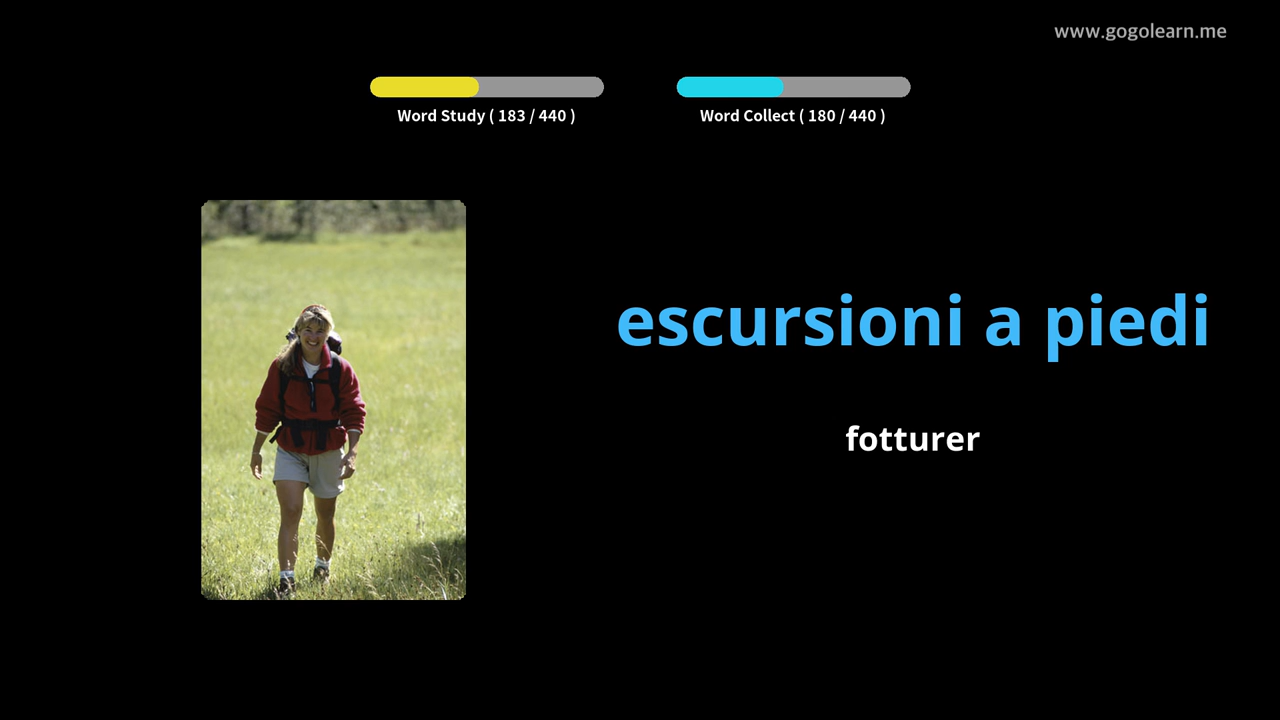 www.gogolearn.me
Word Study ( 183 / 440 )
Word Collect ( 180 / 440 )
escursioni a piedi
fotturer